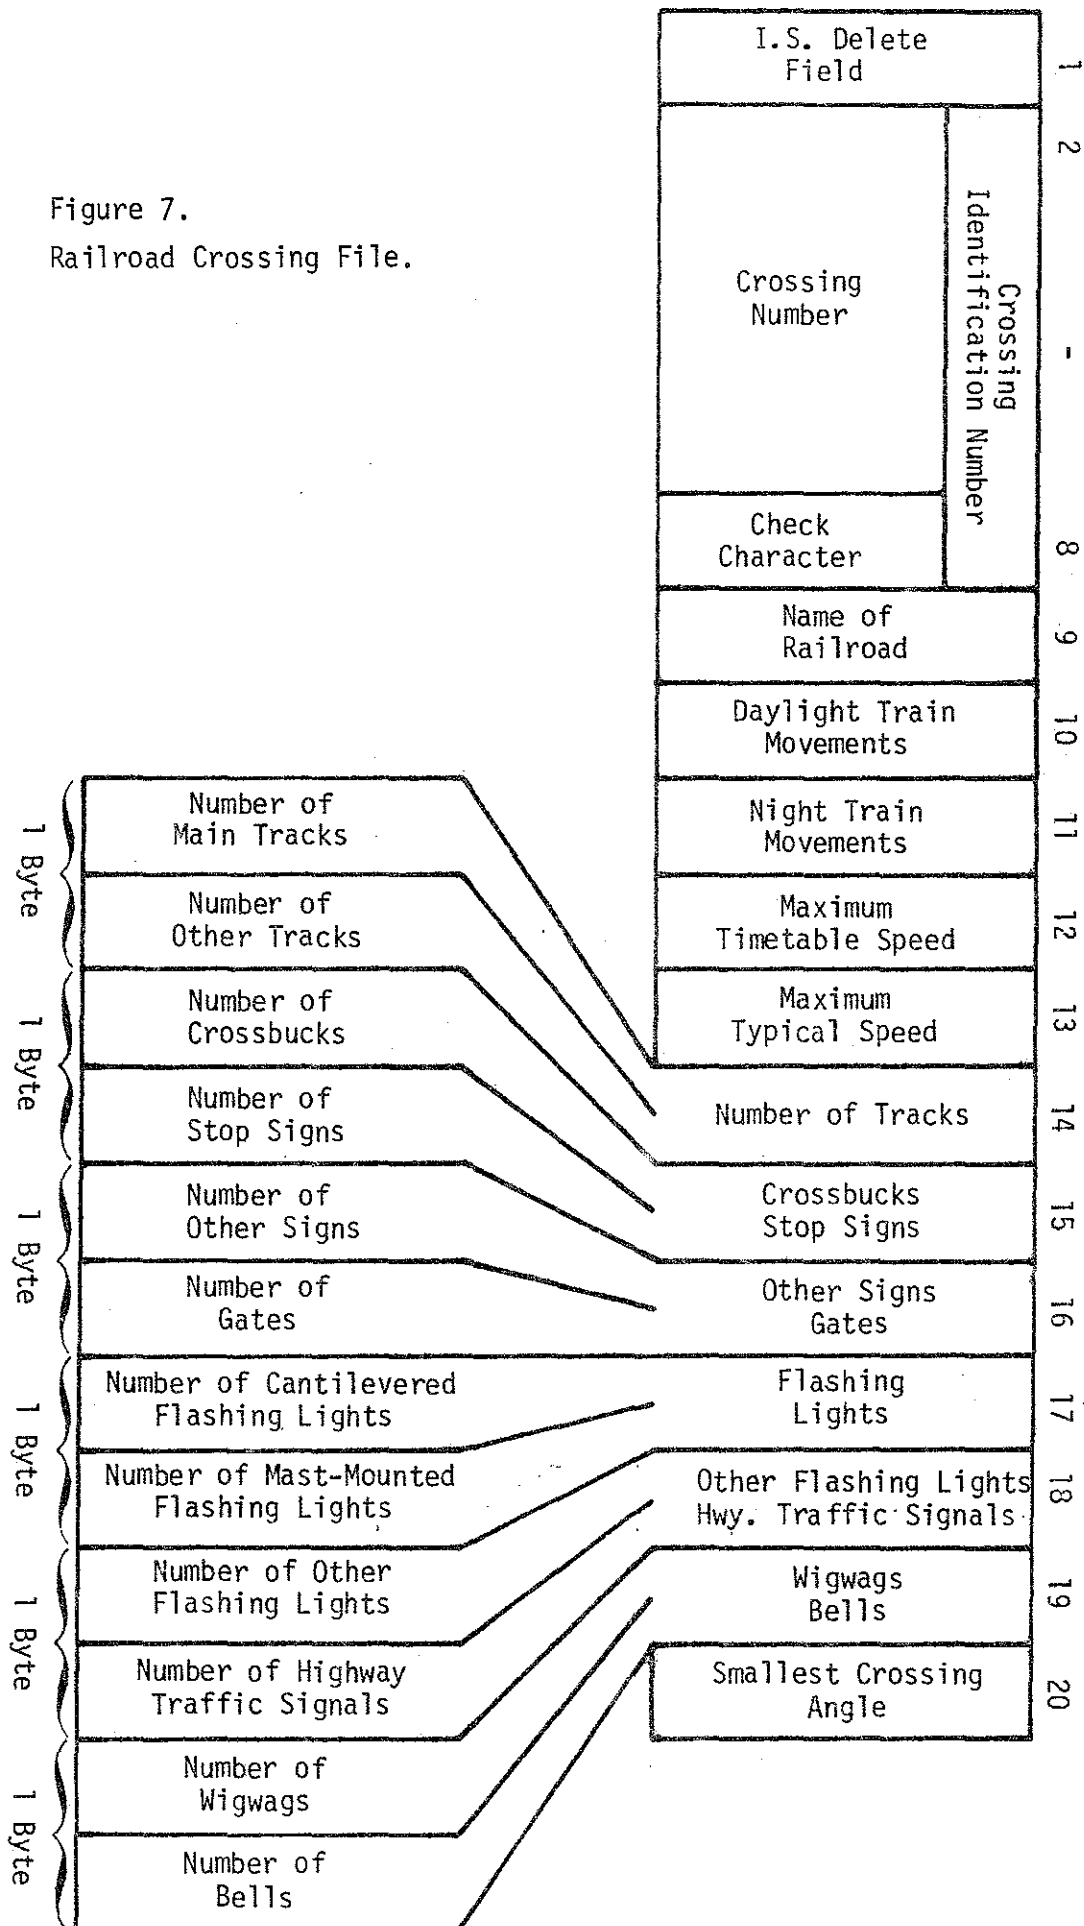 Figure 7.
Railroad Crossing File.
I.S. Delete
Field
1
2
-
8
Crossing
Identification Number
Crossing
Number
Check
Character
Name of
Railroad
9
Daylight Train
Movements
10
Night Train
Movements
11
Maximum
Timetable Speed
12
Maximum
Typical Speed
13
Number of Tracks
14
Crossbucks
Stop Signs
15
Other Signs
Gates
16
Flashing
Lights
17
Other Flashing Lights
Hwy. Traffic Signals
18
Wigwags
Bells
19
Smallest Crossing
Angle
20
Number of
Main Tracks
Number of
Other Tracks
1 Byte
Number of
Crossbucks
Number of
Stop Signs
1 Byte
Number of
Other Signs
Number of
Gates
1 Byte
Number of Cantilevered
Flashing Lights
Number of Mast-Mounted
Flashing Lights
1 Byte
Number of Other
Flashing Lights
Number of Highway
Traffic Signals
1 Byte
Number of
Wigwags
Number of
Bells
1 Byte